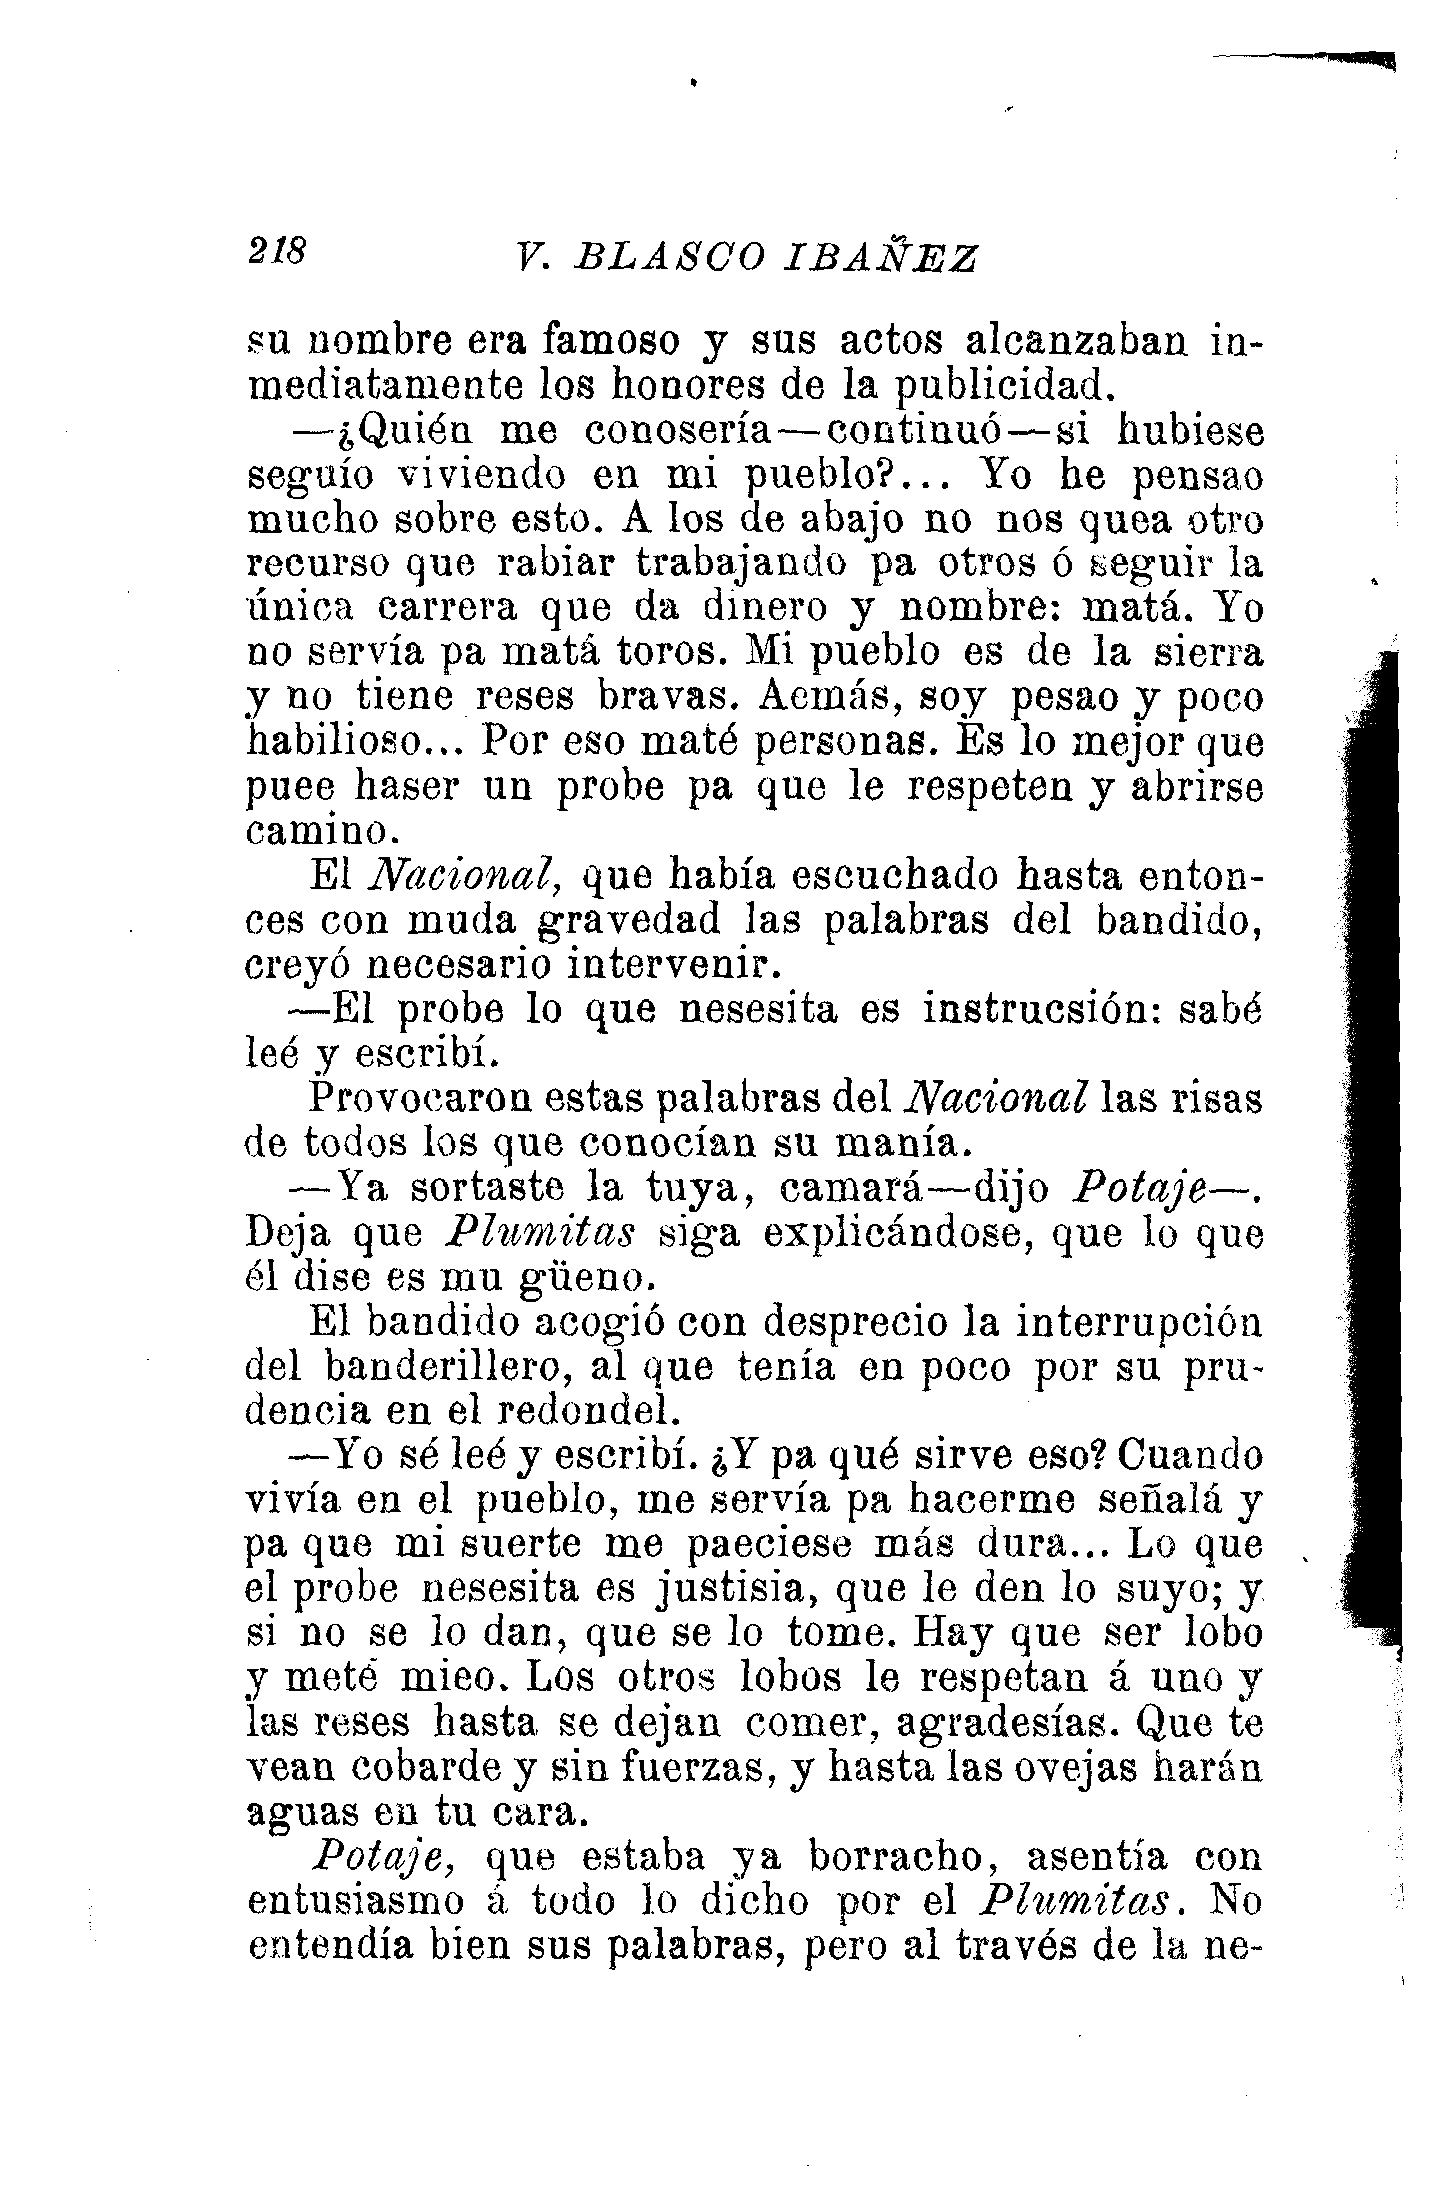 218 V. BLASCO IBAÑEZ
su nombre era famoso y sus actos alcanzaban in-
mediatamente los honores de la publicidad.
—¿Quién me conosería—continuó—si hubiese
seguío viviendo en mi pueblo?... Yo he pensao
mucho sobre esto. A los de abajo no nos quea otro
recurso que rabiar trabajando pa otros ó seguir la
única carrera que da dinero y nombre: matá. Yo
no servía pa matá toros. Mi pueblo es de la sierra
y no tiene reses bravas. Aemás, soy pesao y poco
habilioso... Por eso maté personas. Es lo mejor que
puee haser un probe pa que le respeten y abrirse
camino.
El Nacional, que había escuchado hasta enton-
ces con muda gravedad las palabras del bandido,
creyó necesario intervenir.
—El probe lo que nesesita es instrucsión: sabé
leé y escribí.
Provocaron estas palabras del Nacional las risas
de todos los que conocían su manía.
—Ya sortaste la tuya, camará—dijo Potaje—.
Deja que Plumitas siga explicándose, que lo que
él dise es mu güeno.
El bandido acogió con desprecio la interrupción
del banderillero, al que tenía en poco por su pru-
dencia en el redondel.
—Yo sé leé y escribí. ¿Y pa qué sirve eso? Cuando
vivía en el pueblo, me servía pa hacerme señalá y
pa que mi suerte me paeciese más dura... Lo que
el probe nesesita es justisia, que le den lo suyo; y
si no se lo dan, que se lo tome. Hay que ser lobo
y meté mieo. Los otros lobos le respetan á uno y
las reses hasta se dejan comer, agradesías. Que te
vean cobarde y sin fuerzas, y hasta las ovejas harán
aguas en tu cara.
Potaje, que estaba ya borracho, asentía con
entusiasmo á todo lo dicho por el Plumitas. No
entendía bien sus palabras, pero al través de la ne-